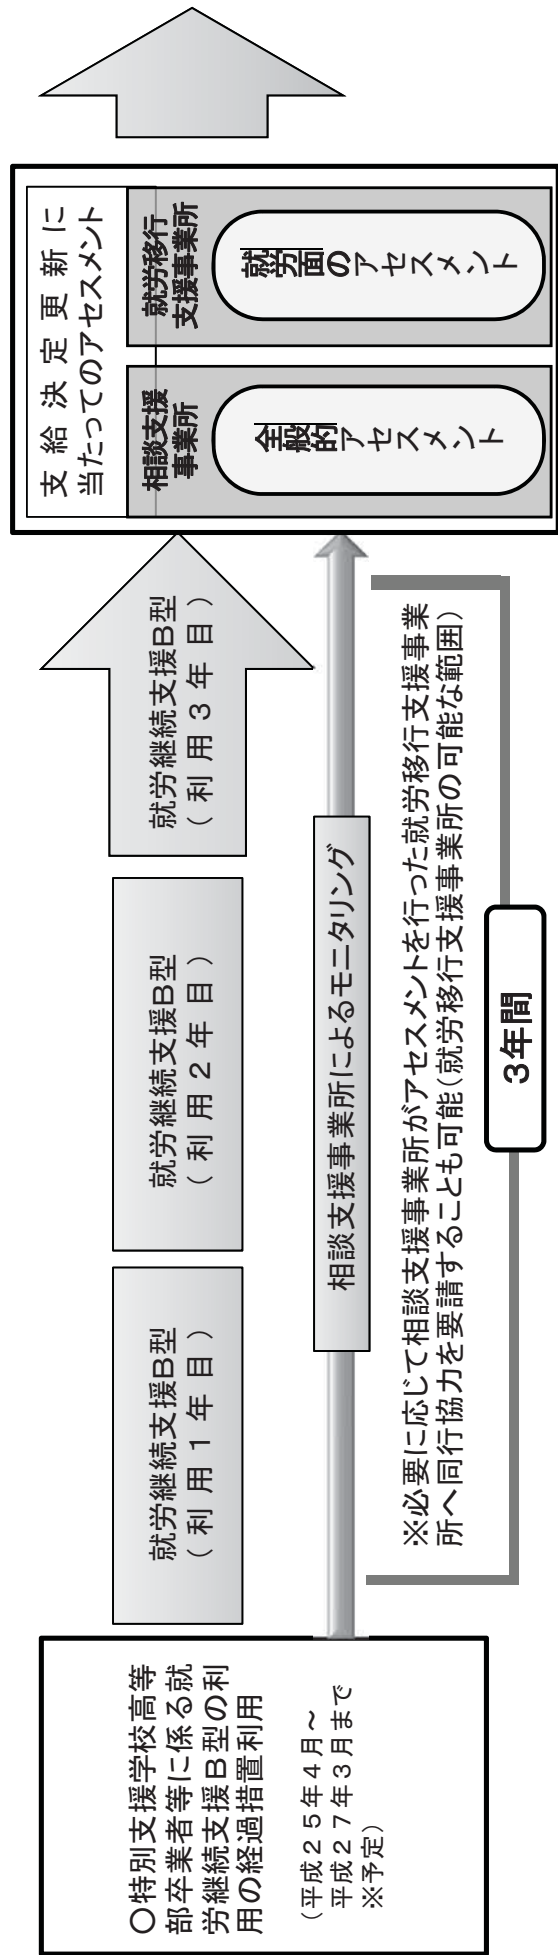 ○特別支援学校高等
部卒業者等に係る就
労継続支援B型の利
用の経過措置利用
(平成25年4月～
平成27年3月まで
※予定)
就労継続支援B型
(利用1年目)
就労継続支援B型
(利用2年目)
就労継続支援B型
(利用3年目)
相談支援事業所によるモニタリング
※必要に応じて相談支援事業所がアセスメントを行った就労移行支援事業
所へ同行協力を要請することも可能(就労移行支援事業所の可能な範囲)
3年間
支給決定更新に
当たってのアセスメント
相談支援
事業所
全般的
アセスメント
就労移行
支援事業所
就労面の
アセスメント